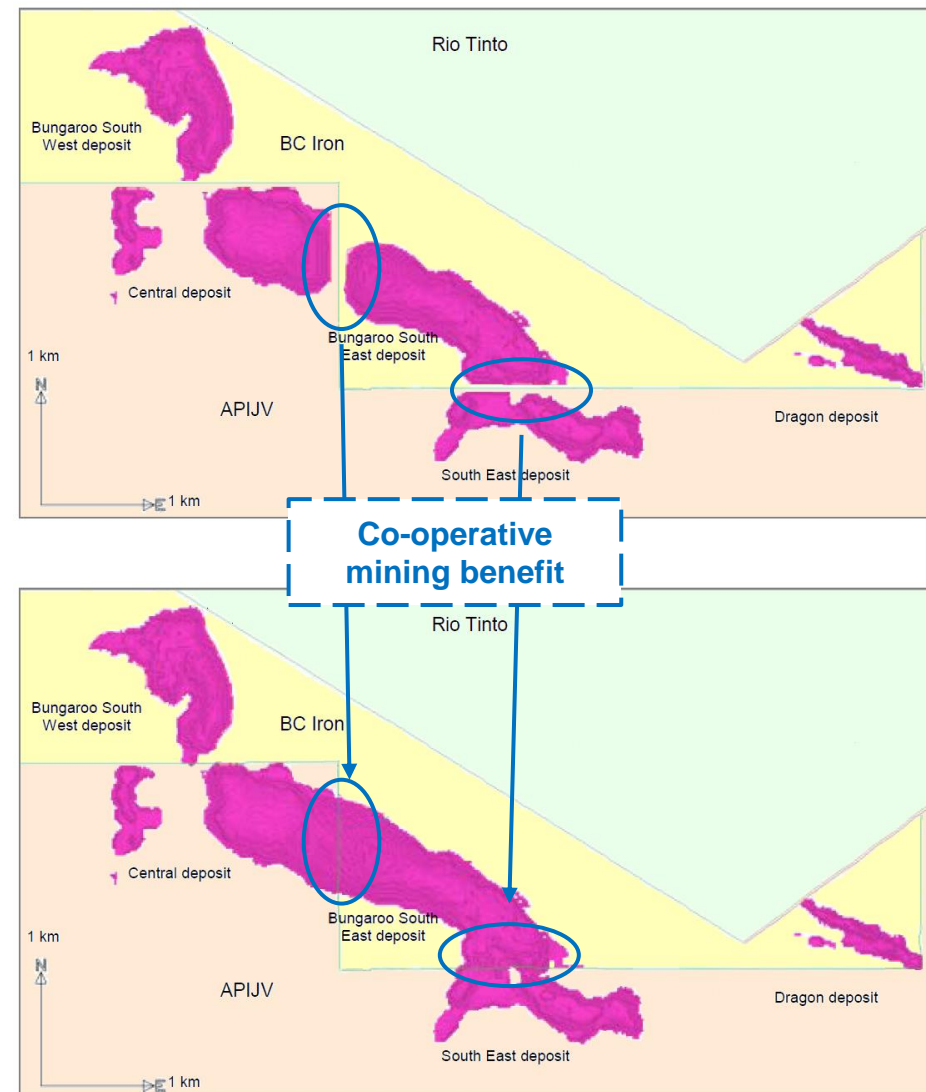 Rio Tinto
Bungaroo South
West deposit
BC Iron
Central deposit
Bungaroo South
East deposit
1 km
N
APIJV
Dragon deposit
South East deposit
E 1 km
Co-operative
mining benefit
Rio Tinto
Bungaroo South
West deposit
BC Iron
Central deposit
Bungaroo South
East deposit
1 km
N
APIJV
Dragon deposit
South East deposit
E 1 km